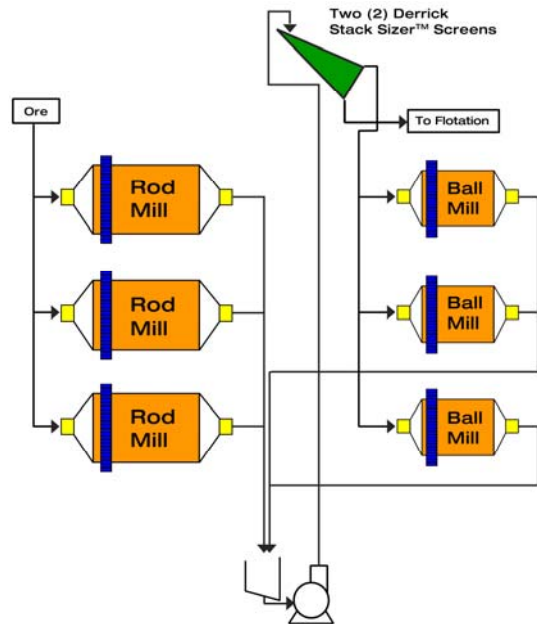 Two (2) Derrick
Stack Sizer™ Screens
Ore
To Flotation
Rod
Mill
Ball
Mill
Rod
Mill
Ball
Mill
Rod
Mill
Ball
Mill